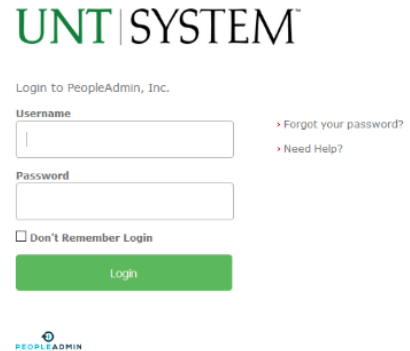 UNT|SYSTEM™
Login to PeopleAdmin, Inc.
Username
Password
Don't Remember Login
Login
› Forgot your password?
› Need Help?
PEOPLEADMIN